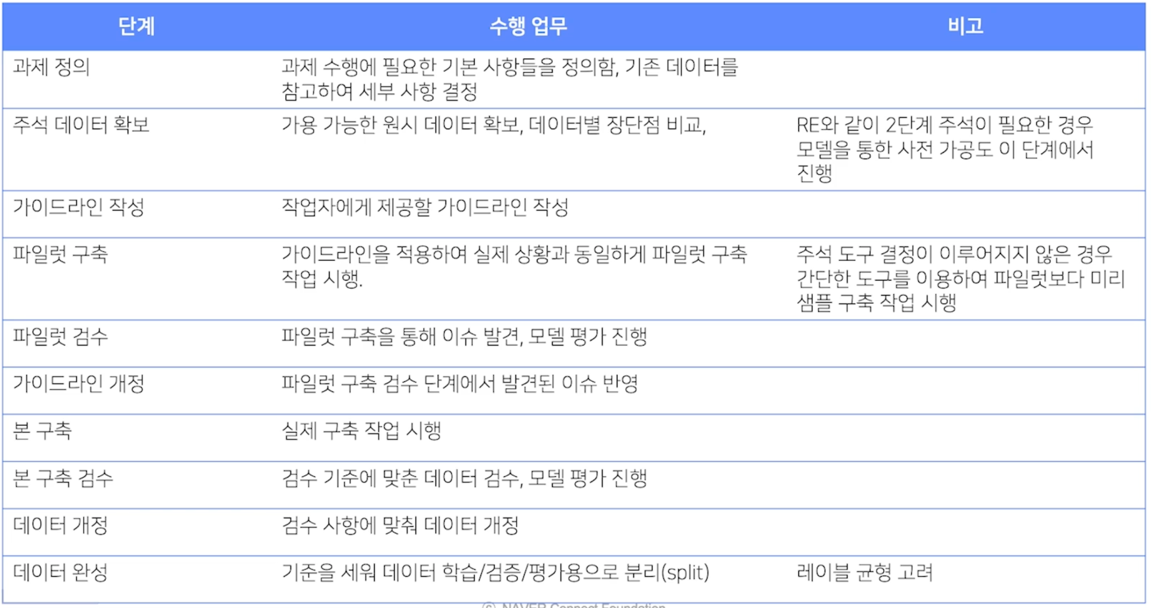 단계 수행 업무 비고
과제 정의 과제 수행에 필요한 기본 사항들을 정의함, 기존 데이터를
참고하여 세부 사항 결정
주석 데이터 확보 가용 가능한 원시 데이터 확보, 데이터별 장단점 비교, RE와 같이 2단계 주석이 필요한 경우
모델을 통한 사전 가공도 이 단계에서
진행
가이드라인 작성 작업자에게 제공할 가이드라인 작성
파일럿 구축 가이드라인을 적용하여 실제 상황과 동일하게 파일럿 구축 주석 도구 결정이 이루어지지 않은 경우
작업 시행. 간단한 도구를 이용하여 파일럿보다 미리
샘플 구축 작업 시행
파일럿 검수 파일럿 구축을 통해 이슈 발견, 모델 평가 진행
가이드라인 개정 파일럿 구축 검수 단계에서 발견된 이슈 반영
본 구축 실제 구축 작업 시행
본 구축 검수 검수 기준에 맞춘 데이터 검수, 모델 평가 진행
데이터 개정 검수 사항에 맞춰 데이터 개정
데이터 완성 기준을 세워 데이터 학습/검증/평가용으로 분리(split) 레이블 균형 고려
(c) NAVER Connect Foundation